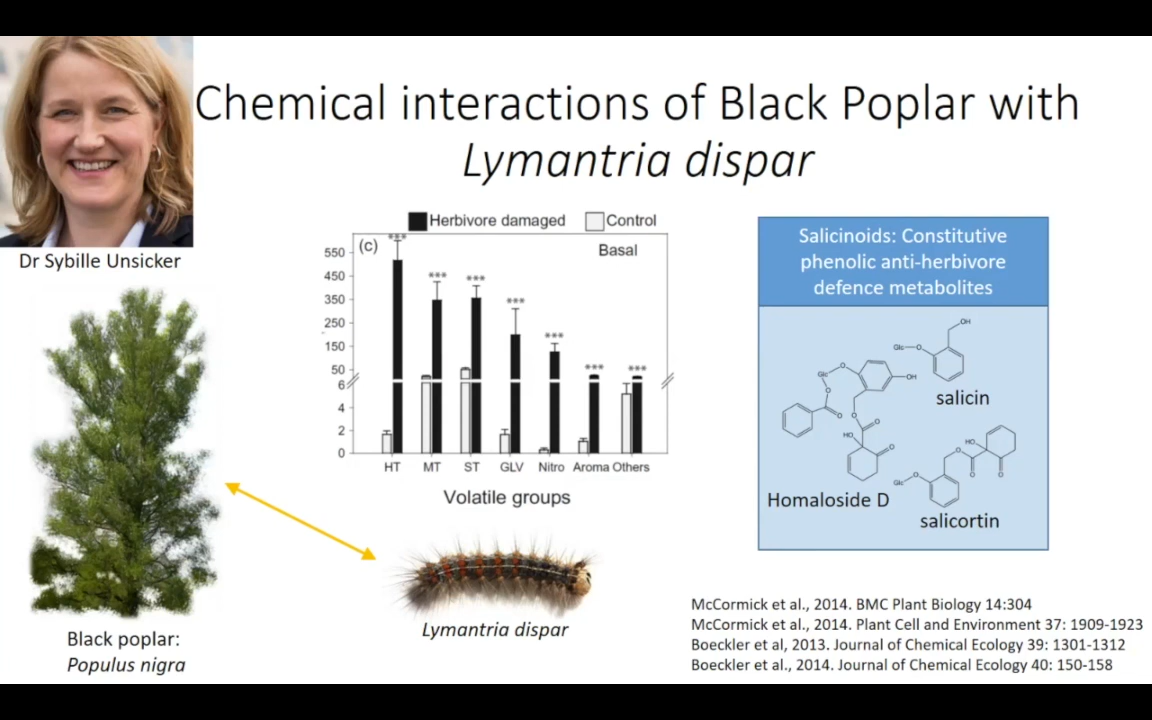 Chemical interactions of Black Poplar with
Lymantria dispar
Dr Sybille Unsicker
Black poplar:
Populus nigra
Herbivore damaged
Control
(c)
Basal
550
450
350
250
150
50
6
4
2
0
***
***
***
***
***
***
***
HT MT ST GLV Nitro Aroma Others
Volatile groups
Lymantria dispar
Salicinoids: Constitutive
phenolic anti-herbivore
defence metabolites
OH
Glc O
salicin
Glc O
OH
O
O
O
O
HO
O
Homaloside D
HO
O
O
O
Glc O
salicortin
McCormick et al., 2014. BMC Plant Biology 14:304
McCormick et al., 2014. Plant Cell and Environment 37: 1909-1923
Boeckler et al, 2013. Journal of Chemical Ecology 39: 1301-1312
Boeckler et al., 2014. Journal of Chemical Ecology 40: 150-158